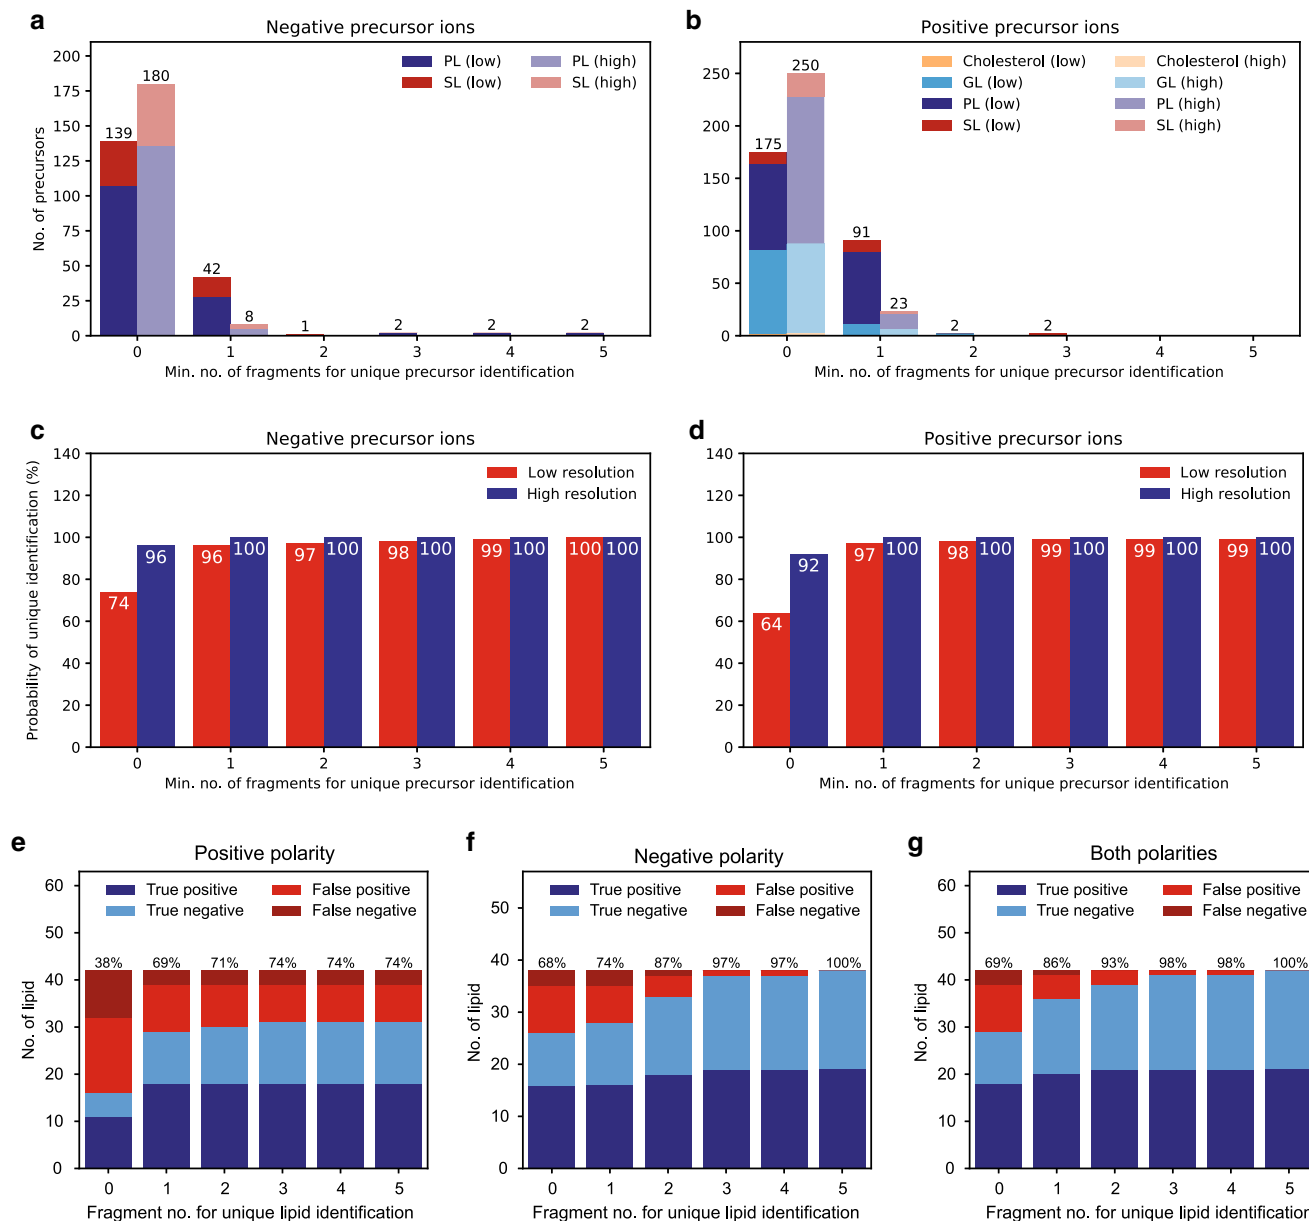 a
Negative precursor ions
200
175
150
125
100
75
50
25
0
No. of precursors
PL (low)
PL (high)
SL (low)
SL (high)
139
180
42
8
1
2
2
2
0 1 2 3 4 5
Min. no. of fragments for unique precursor identification
b
Positive precursor ions
250
200
150
100
50
0
Cholesterol (low)
Cholesterol (high)
GL (low)
GL (high)
PL (low)
PL (high)
SL (low)
SL (high)
175
250
91
23
2
2
0 1 2 3 4 5
Min. no. of fragments for unique precursor identification
c
Negative precursor ions
140
120
100
80
60
40
20
0
Probability of unique identification (%)
Low resolution
High resolution
74 96 96 100 97 100 98 100 99 100 100 100
0 1 2 3 4 5
Min. no. of fragments for unique precursor identification
d
Positive precursor ions
140
120
100
80
60
40
20
0
Low resolution
High resolution
64 92 97 100 98 100 99 100 99 100 99 100
0 1 2 3 4 5
Min. no. of fragments for unique precursor identification
e
Positive polarity
60
50
40
30
20
10
0
No. of lipid
True positive
False positive
True negative
False negative
38% 69% 71% 74% 74% 74%
0 1 2 3 4 5
Fragment no. for unique lipid identification
f
Negative polarity
50
40
30
20
10
0
No. of lipid
True positive
False positive
True negative
False negative
68% 74% 87% 97% 97% 100%
0 1 2 3 4 5
Fragment no. for unique lipid identification
g
Both polarities
60
50
40
30
20
10
0
No. of lipid
True positive
False positive
True negative
False negative
69% 86% 93% 98% 98% 100%
0 1 2 3 4 5
Fragment no. for unique lipid identification